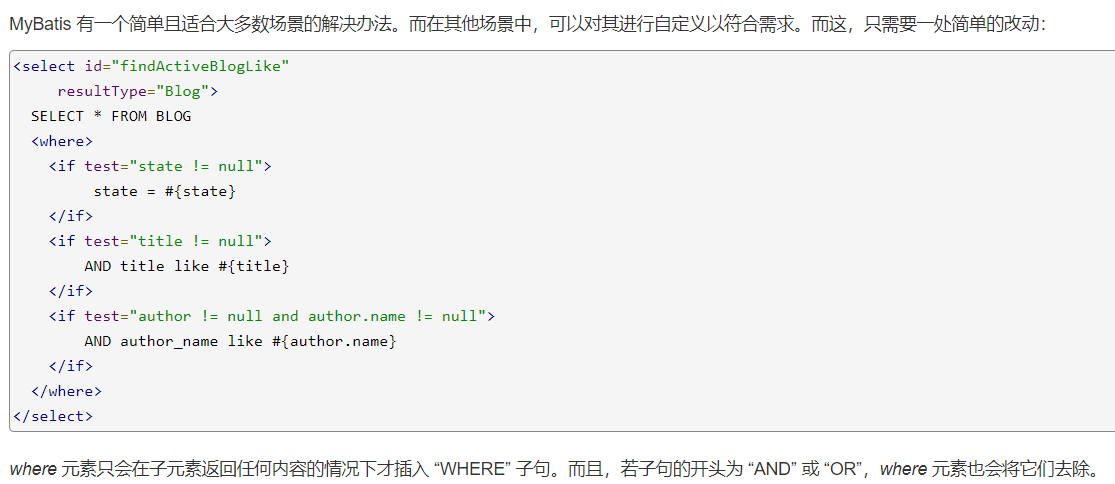 MyBatis 有一个简单且适合大多数场景的解决办法。而在其他场景中，可以对其进行自定义以符合需求。而这，只需要一处简单的改动：
<select id="findActiveBlogLike"
     resultType="Blog">
  SELECT * FROM BLOG
  <where>
    <if test="state != null">
         state = #{state}
    </if>
    <if test="title != null">
        AND title like #{title}
    </if>
    <if test="author != null and author.name != null">
        AND author_name like #{author.name}
    </if>
  </where>
</select>
where 元素只会在子元素返回任何内容的情况下才插入 “WHERE” 子句。而且，若子句的开头为 “AND” 或 “OR”，where 元素也会将它们去除。